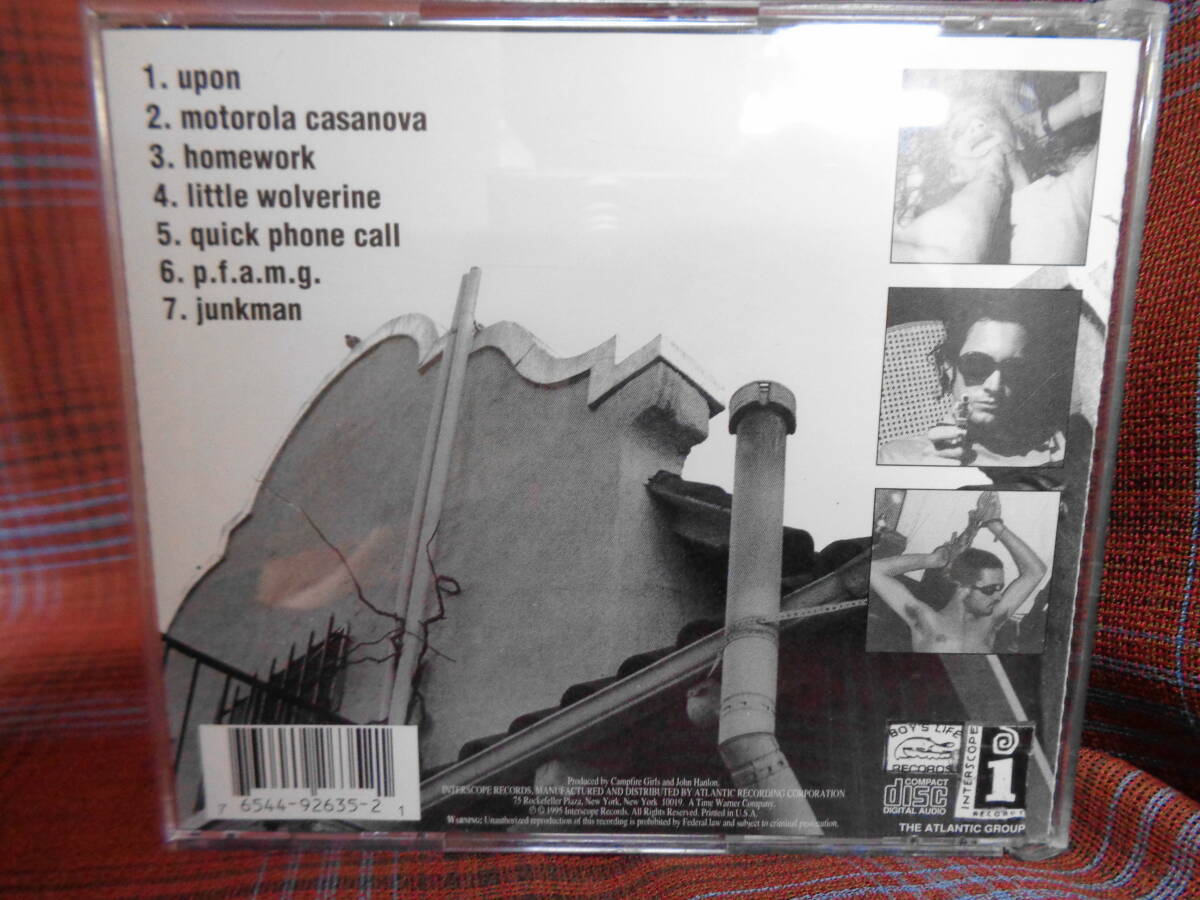 1. upon
2. motorola casanova
3. homework
4. little wolverine
5. quick phone call
6. p.f.a.m.g.
7. junkman
7 6544-92635-2 1
Produced by Campfire Girls and John Hanlon.
INTERSCOPE RECORDS, MANUFACTURED AND DISTRIBUTED BY ATLANTIC RECORDING CORPORATION
75 Rockefeller Plaza, New York, New York 10019. A Time Warner Company.
℗ © 1995 Interscope Records. All Rights Reserved. Printed in U.S.A.
WARNING: Unauthorized reproduction of this recording is prohibited by Federal law and subject to criminal prosecution.
BOY'S LIFE
RECORDS
COMPACT
disc
DIGITAL AUDIO
INTERSCOPE
i
RECORDS
THE ATLANTIC GROUP